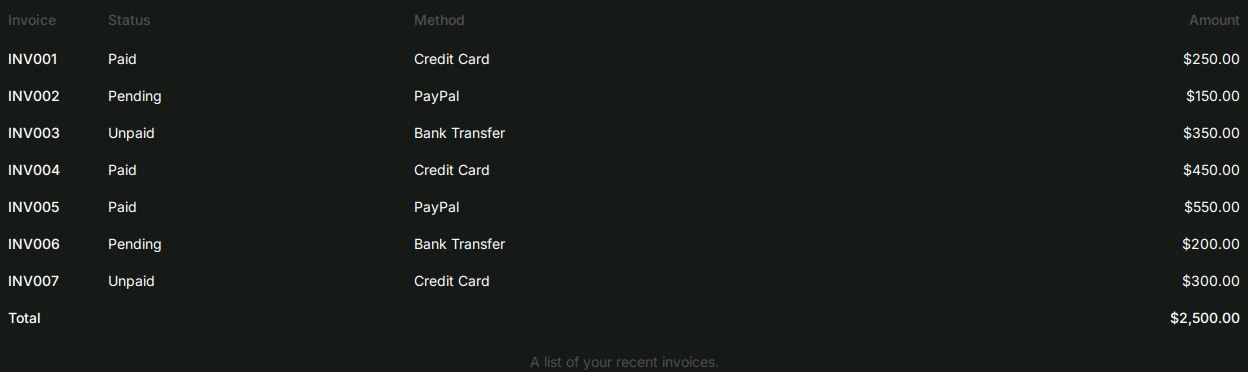 Invoice Status Method Amount
INV001 Paid Credit Card $250.00
INV002 Pending PayPal $150.00
INV003 Unpaid Bank Transfer $350.00
INV004 Paid Credit Card $450.00
INV005 Paid PayPal $550.00
INV006 Pending Bank Transfer $200.00
INV007 Unpaid Credit Card $300.00
Total $2,500.00
A list of your recent invoices.